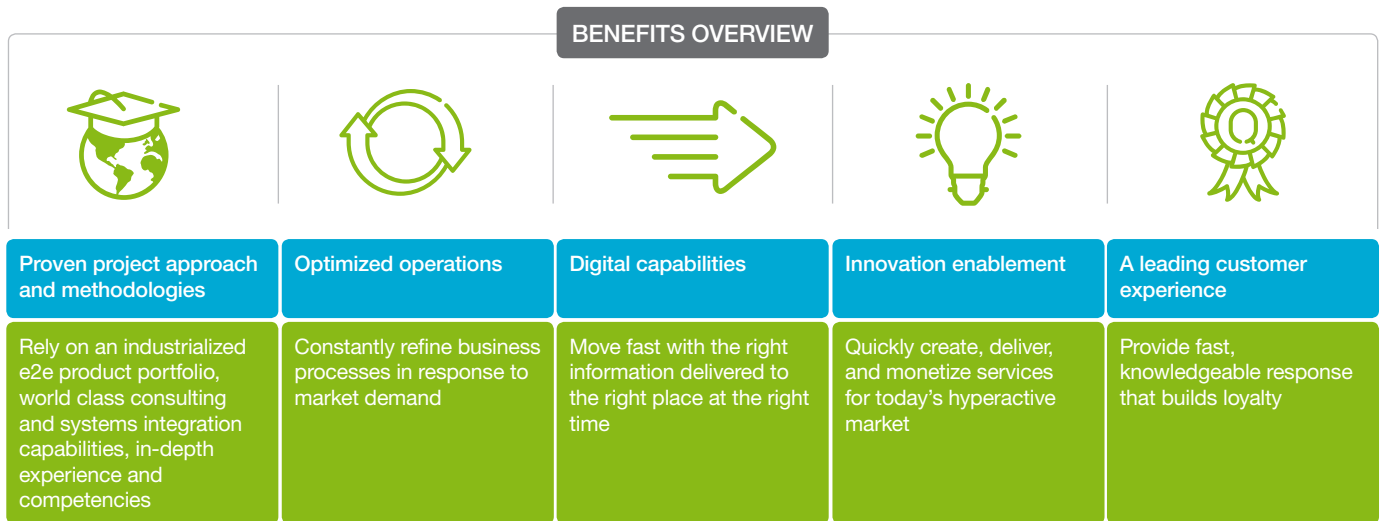 BENEFITS OVERVIEW
Proven project approach
and methodologies
Rely on an industrialized
e2e product portfolio,
world class consulting
and systems integration
capabilities, in-depth
experience and
competencies
Optimized operations
Constantly refine business
processes in response to
market demand
Digital capabilities
Move fast with the right
information delivered to
the right place at the right
time
Innovation enablement
Quickly create, deliver,
and monetize services
for today’s hyperactive
market
A leading customer
experience
Provide fast,
knowledgeable response
that builds loyalty